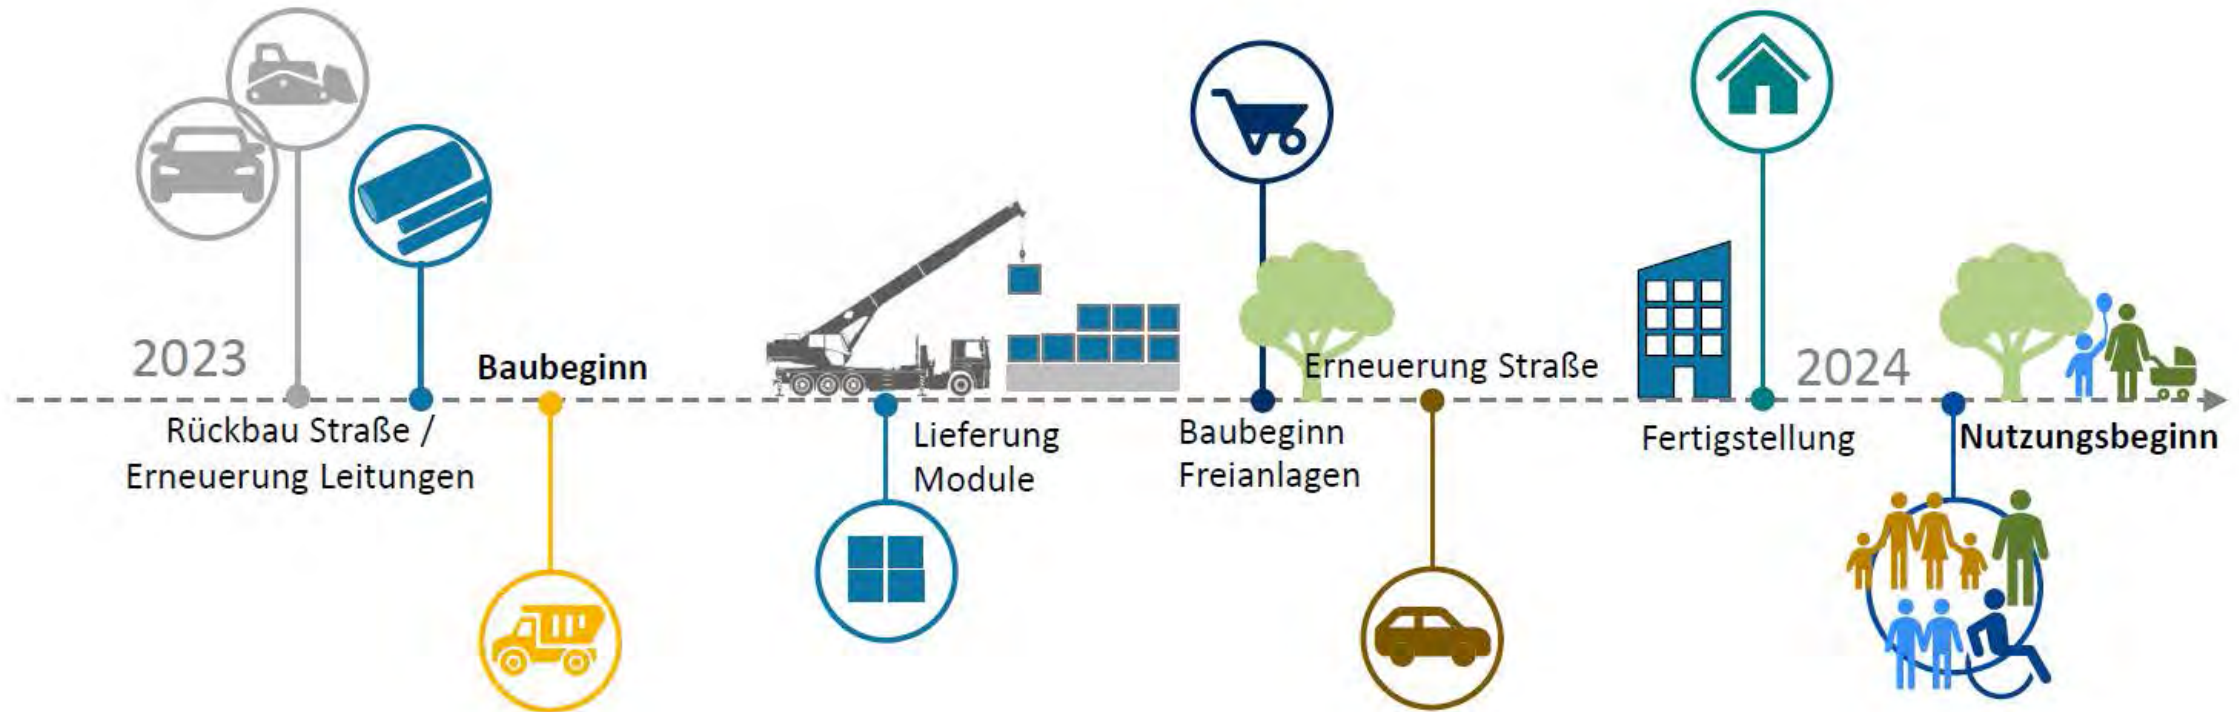 2023
Rückbau Straße /
Erneuerung Leitungen
Baubeginn
Lieferung
Module
Baubeginn
Freianlagen
Erneuerung Straße
Fertigstellung
2024
Nutzungsbeginn